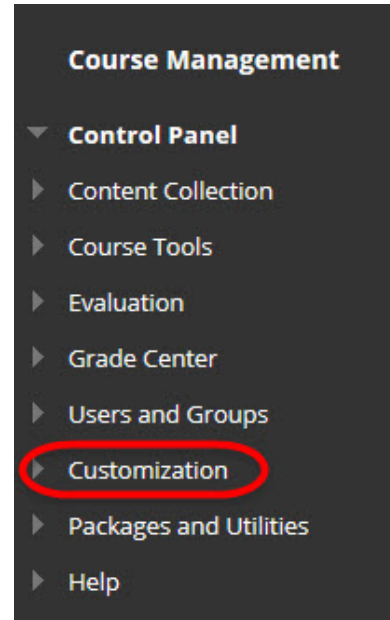 Course Management
Control Panel
Content Collection
Course Tools
Evaluation
Grade Center
Users and Groups
Customization
Packages and Utilities
Help